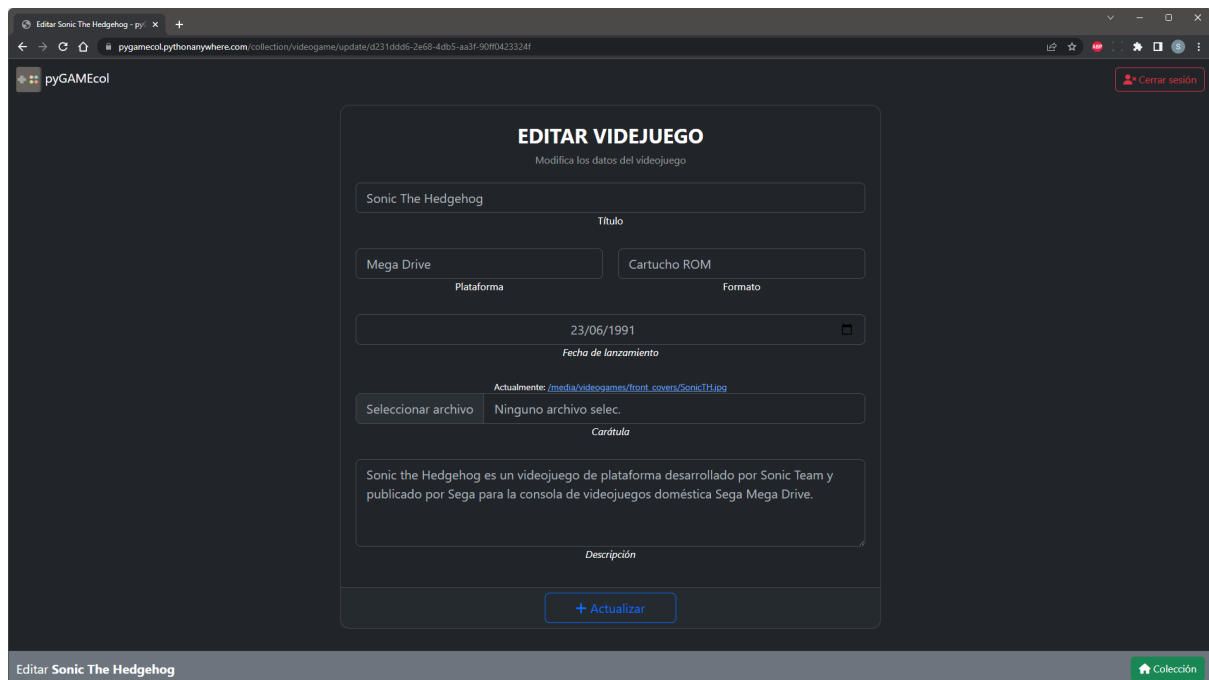 Editar Sonic The Hedgehog - py
pygamecol.pythonanywhere.com/collection/videogame/update/d231ddd6-2e68-4db5-aa3f-90ff0423324f
ABP
S
pyGAMEcol
Cerrar sesión
EDITAR VIDEJUEGO
Modifica los datos del videojuego
Sonic The Hedgehog
Título
Mega Drive
Cartucho ROM
Plataforma
Formato
23/06/1991
Fecha de lanzamiento
Actualmente: /media/videogames/front_covers/SonicTH.jpg
Seleccionar archivo
Ninguno archivo selec.
Carátula
Sonic the Hedgehog es un videojuego de plataforma desarrollado por Sonic Team y
publicado por Sega para la consola de videojuegos doméstica Sega Mega Drive.
Descripción
Actualizar
Editar Sonic The Hedgehog
Colección